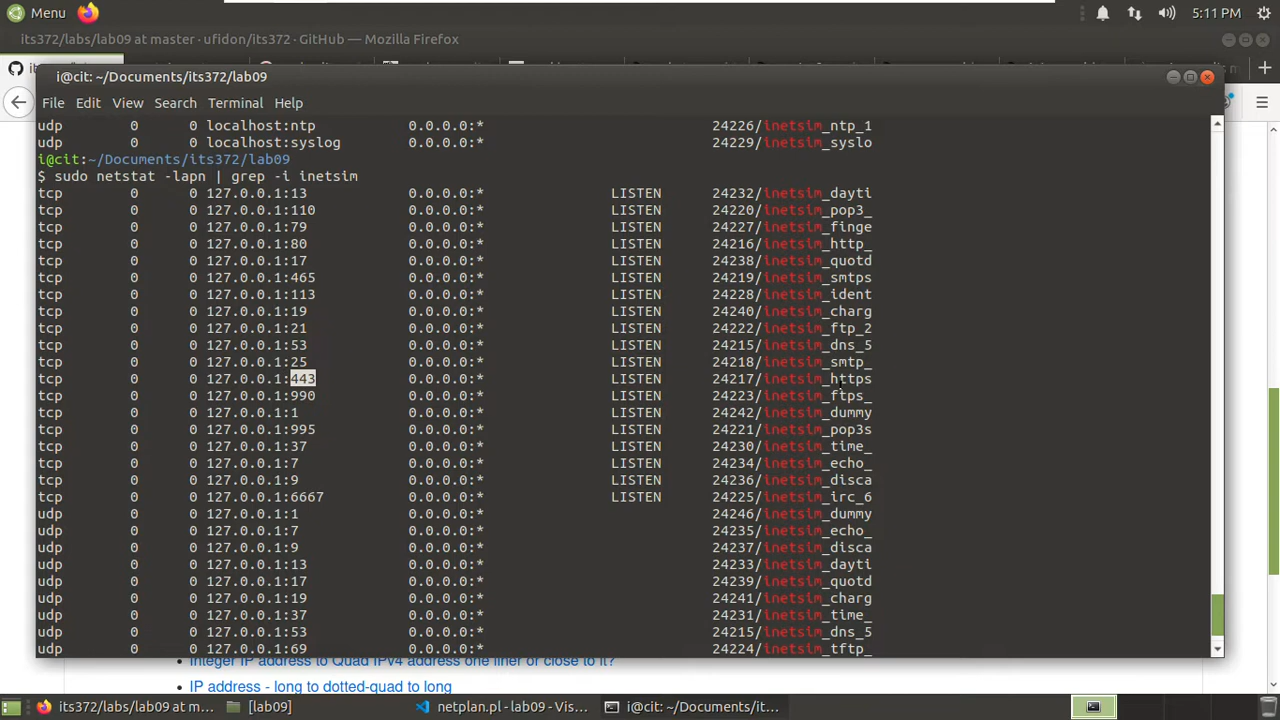 Menu
5:11 PM
its372/labs/lab09 at master · ufidon/its372 · GitHub — Mozilla Firefox
i@cit: ~/Documents/its372/lab09
File Edit View Search Terminal Help
udp 0 0 localhost:ntp 0.0.0.0:* 24226/inetsim_ntp_1
udp 0 0 localhost:syslog 0.0.0.0:* 24229/inetsim_syslo
i@cit:~/Documents/its372/lab09
$ sudo netstat -lapn | grep -i inetsim
tcp 0 0 127.0.0.1:13 0.0.0.0:* LISTEN 24232/inetsim_dayti
tcp 0 0 127.0.0.1:110 0.0.0.0:* LISTEN 24220/inetsim_pop3_
tcp 0 0 127.0.0.1:79 0.0.0.0:* LISTEN 24227/inetsim_finge
tcp 0 0 127.0.0.1:80 0.0.0.0:* LISTEN 24216/inetsim_http_
tcp 0 0 127.0.0.1:17 0.0.0.0:* LISTEN 24238/inetsim_quotd
tcp 0 0 127.0.0.1:465 0.0.0.0:* LISTEN 24219/inetsim_smtps
tcp 0 0 127.0.0.1:113 0.0.0.0:* LISTEN 24228/inetsim_ident
tcp 0 0 127.0.0.1:19 0.0.0.0:* LISTEN 24240/inetsim_charg
tcp 0 0 127.0.0.1:21 0.0.0.0:* LISTEN 24222/inetsim_ftp_2
tcp 0 0 127.0.0.1:53 0.0.0.0:* LISTEN 24215/inetsim_dns_5
tcp 0 0 127.0.0.1:25 0.0.0.0:* LISTEN 24218/inetsim_smtp_
tcp 0 0 127.0.0.1:443 0.0.0.0:* LISTEN 24217/inetsim_https
tcp 0 0 127.0.0.1:990 0.0.0.0:* LISTEN 24223/inetsim_ftps_
tcp 0 0 127.0.0.1:1 0.0.0.0:* LISTEN 24242/inetsim_dummy
tcp 0 0 127.0.0.1:995 0.0.0.0:* LISTEN 24221/inetsim_pop3s
tcp 0 0 127.0.0.1:37 0.0.0.0:* LISTEN 24230/inetsim_time_
tcp 0 0 127.0.0.1:7 0.0.0.0:* LISTEN 24234/inetsim_echo_
tcp 0 0 127.0.0.1:9 0.0.0.0:* LISTEN 24236/inetsim_disca
tcp 0 0 127.0.0.1:6667 0.0.0.0:* LISTEN 24225/inetsim_irc_6
udp 0 0 127.0.0.1:1 0.0.0.0:* 24246/inetsim_dummy
udp 0 0 127.0.0.1:7 0.0.0.0:* 24235/inetsim_echo_
udp 0 0 127.0.0.1:9 0.0.0.0:* 24237/inetsim_disca
udp 0 0 127.0.0.1:13 0.0.0.0:* 24233/inetsim_dayti
udp 0 0 127.0.0.1:17 0.0.0.0:* 24239/inetsim_quotd
udp 0 0 127.0.0.1:19 0.0.0.0:* 24241/inetsim_charg
udp 0 0 127.0.0.1:37 0.0.0.0:* 24231/inetsim_time_
udp 0 0 127.0.0.1:53 0.0.0.0:* 24215/inetsim_dns_5
udp 0 0 127.0.0.1:69 0.0.0.0:* 24224/inetsim_tftp_
Integer IP address to Quad IPv4 address one liner or close to it?
IP address - long to dotted-quad to long
its372/labs/lab09 at m...
[lab09]
netplan.pl - lab09 - Vis...
i@cit: ~/Documents/it...